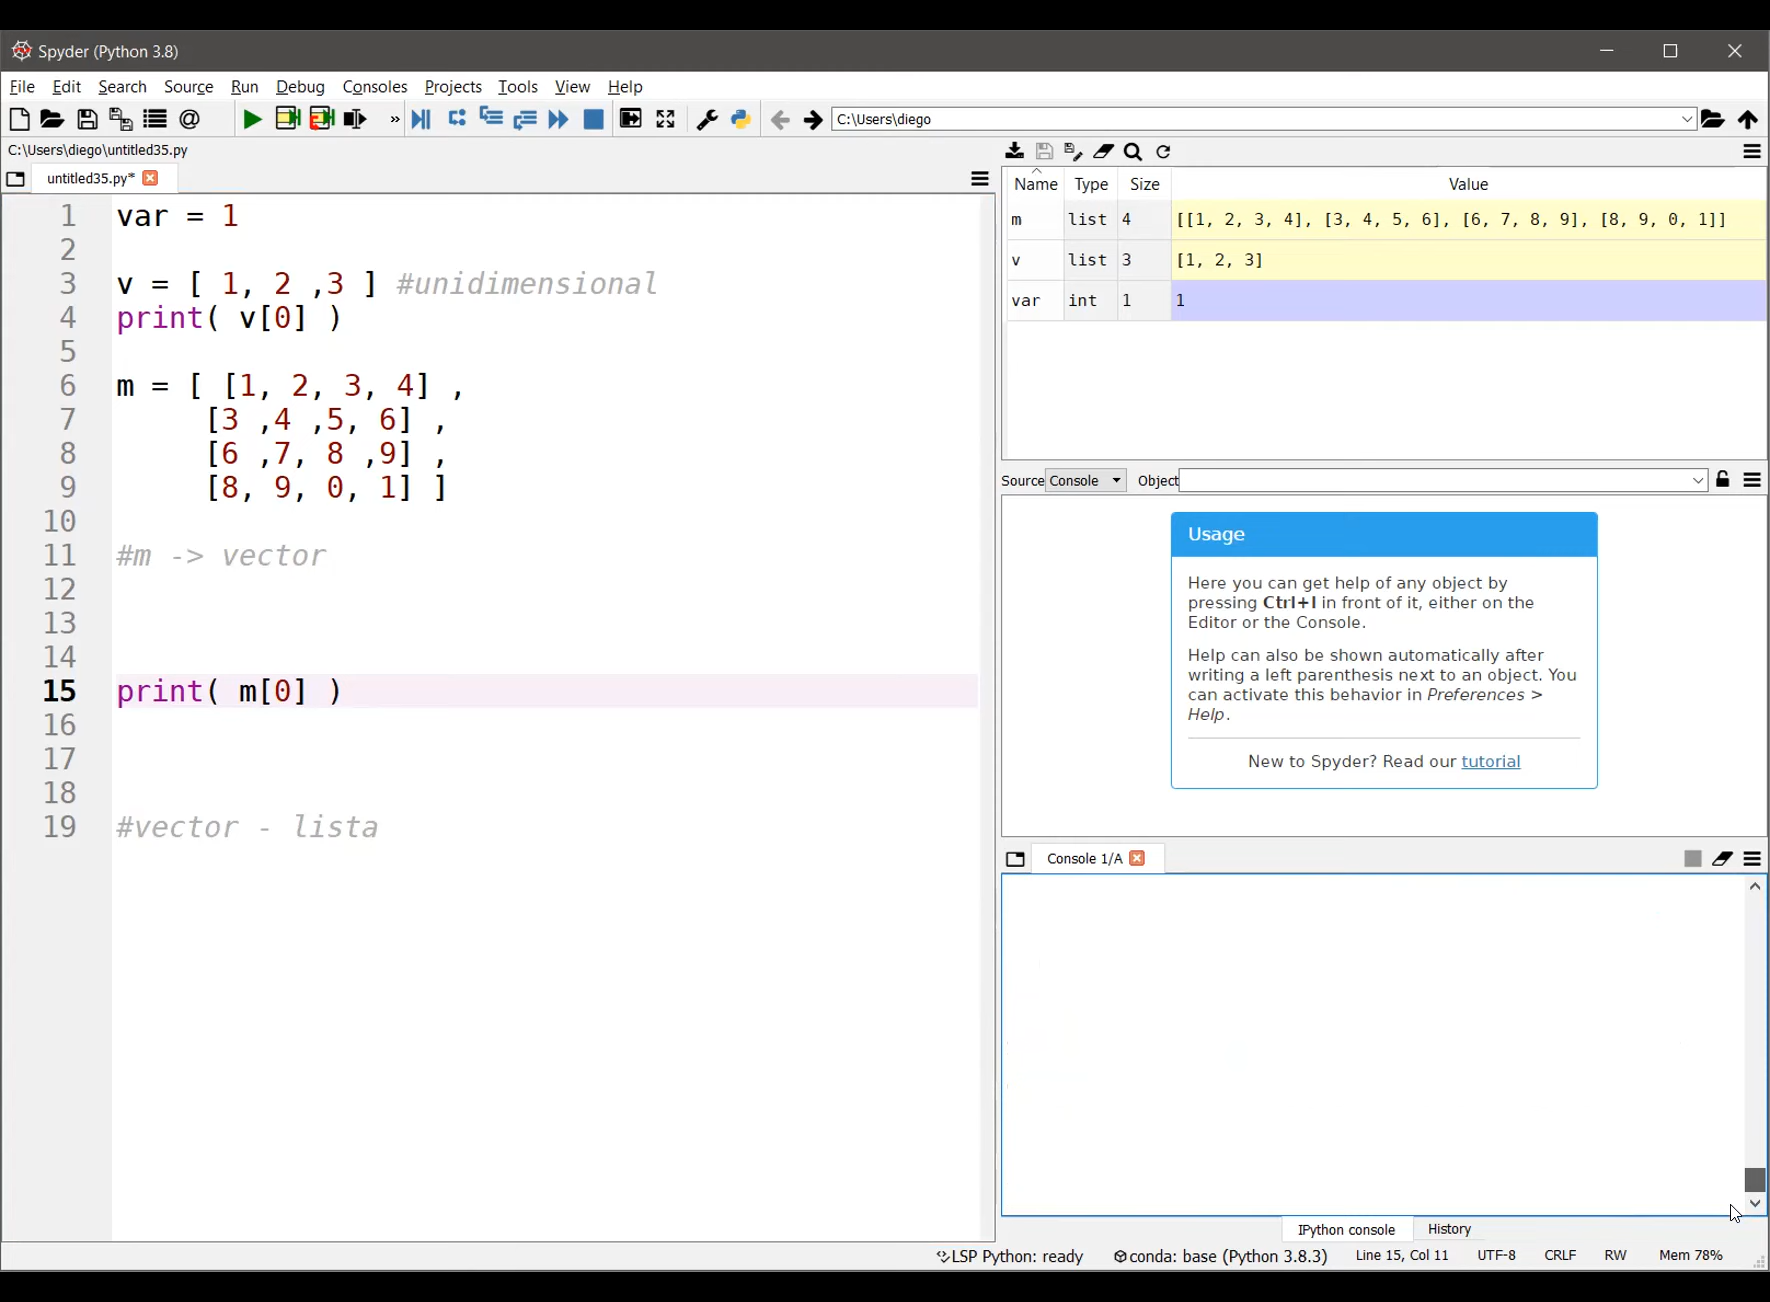 Spyder (Python 3.8)
File Edit Search Source Run Debug Consoles Projects Tools View Help
@ » C:\Users\diego
C:\Users\diego\untitled35.py
untitled35.py*
1 var = 1
2
3 v = [ 1, 2 ,3 ] #unidimensional
4 print( v[0] )
5
6 m = [ [1, 2, 3, 4] ,
7 [3 ,4 ,5, 6] ,
8 [6 ,7, 8 ,9] ,
9 [8, 9, 0, 1] ]
10
11 #m -> vector
12
13
14
15 print( m[0] )
16
17
18
19 #vector - lista
Name Type Size Value
m list 4 [[1, 2, 3, 4], [3, 4, 5, 6], [6, 7, 8, 9], [8, 9, 0, 1]]
v list 3 [1, 2, 3]
var int 1 1
Source Console Object
Usage
Here you can get help of any object by
pressing Ctrl+I in front of it, either on the
Editor or the Console.
Help can also be shown automatically after
writing a left parenthesis next to an object. You
can activate this behavior in Preferences >
Help.
New to Spyder? Read our tutorial
Console 1/A
IPython console History
LSP Python: ready conda: base (Python 3.8.3) Line 15, Col 11 UTF-8 CRLF RW Mem 78%